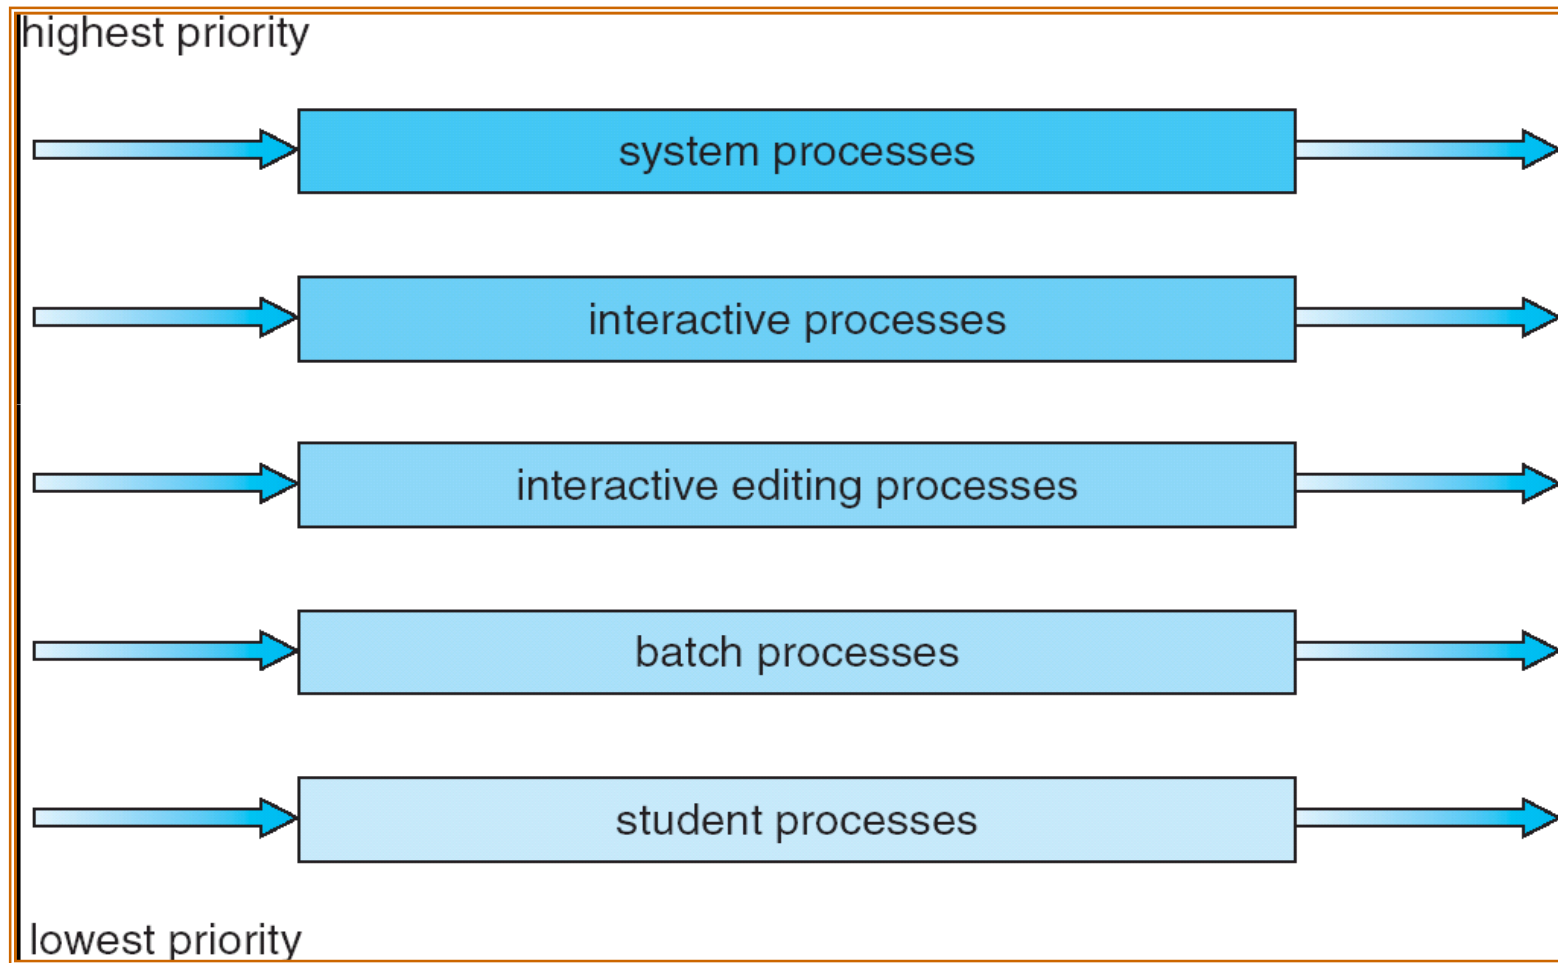 highest priority
system processes
interactive processes
interactive editing processes
batch processes
student processes
lowest priority